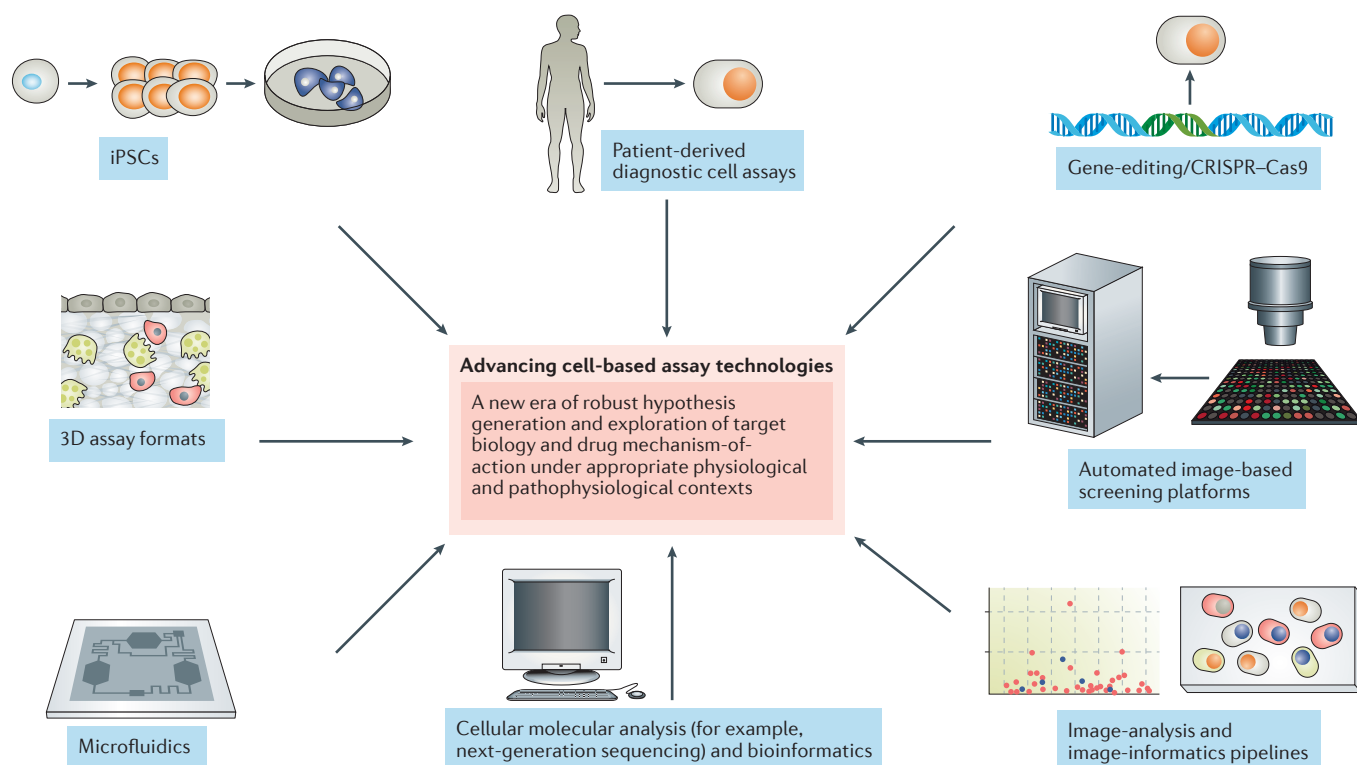 iPSCs
Patient-derived
diagnostic cell assays
Gene-editing/CRISPR–Cas9
3D assay formats
Advancing cell-based assay technologies
A new era of robust hypothesis
generation and exploration of target
biology and drug mechanism-of-
action under appropriate physiological
and pathophysiological contexts
Automated image-based
screening platforms
Microfluidics
Cellular molecular analysis (for example,
next-generation sequencing) and bioinformatics
Image-analysis and
image-informatics pipelines